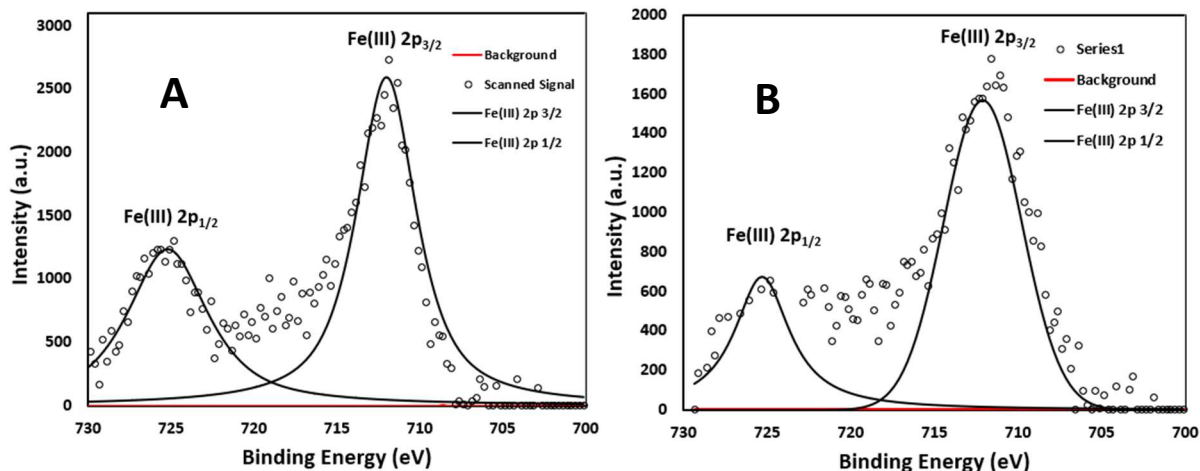 A
Fe(III) 2p3/2
Fe(III) 2p1/2
Background
Scanned Signal
Fe(III) 2p 3/2
Fe(III) 2p 1/2
Intensity (a.u.)
3000
2500
2000
1500
1000
500
0
730 725 720 715 710 705 700
Binding Energy (eV)
B
Fe(III) 2p3/2
Fe(III) 2p1/2
Series1
Background
Fe(III) 2p 3/2
Fe(III) 2p 1/2
Intensity (a.u.)
2000
1800
1600
1400
1200
1000
800
600
400
200
0
730 725 720 715 710 705 700
Binding Energy (eV)